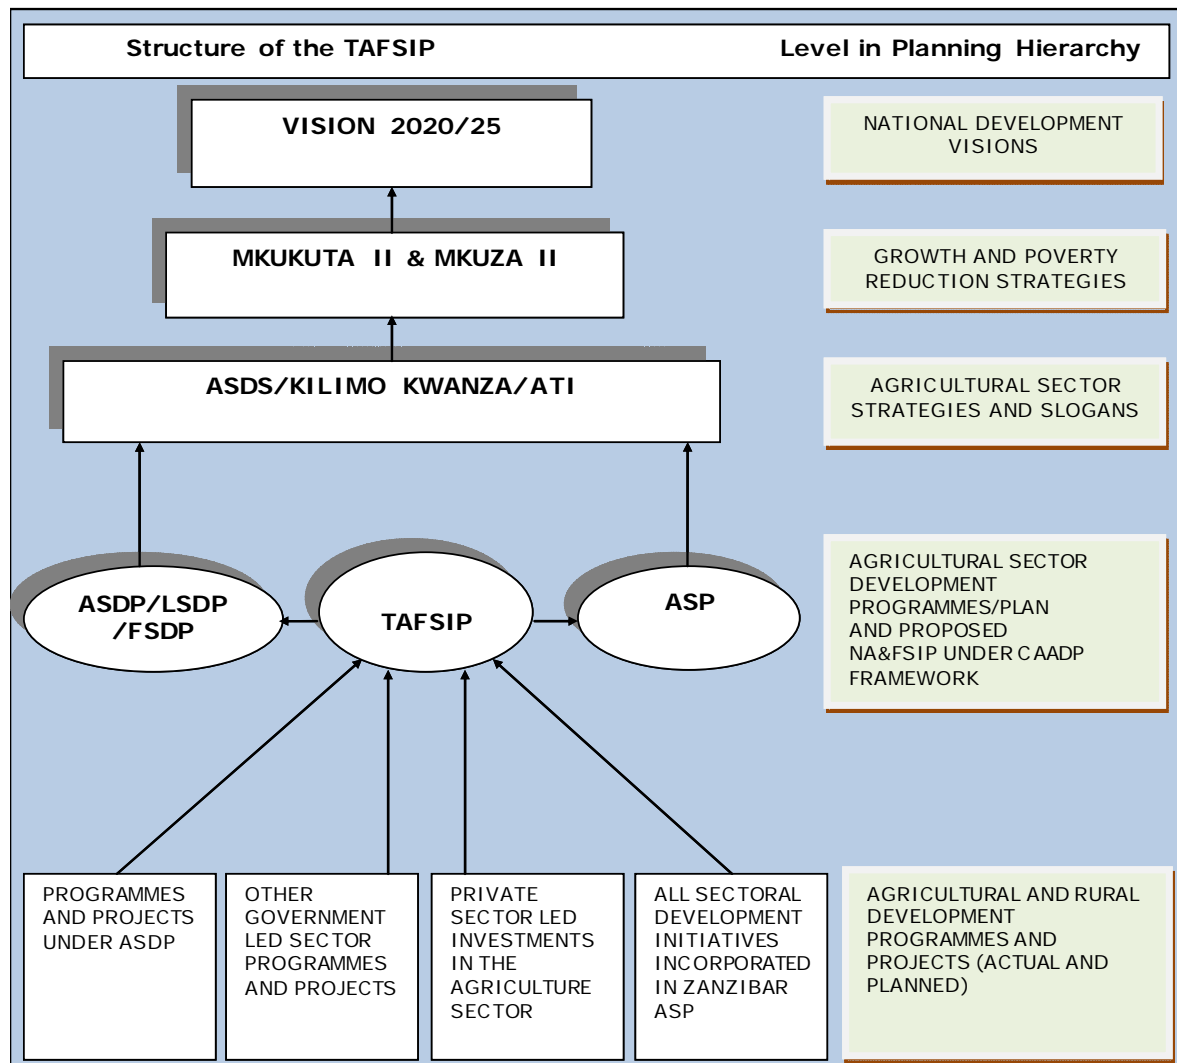 Structure of the TAFSIP
Level in Planning Hierarchy
VISION 2020/25
NATIONAL DEVELOPMENT
VISIONS
MKUKUTA II & MKUZA II
GROWTH AND POVERTY
REDUCTION STRATEGIES
ASDS/KILIMO KWANZA/ATI
AGRICULTURAL SECTOR
STRATEGIES AND SLOGANS
ASDP/LSDP
/FSDP
TAFSIP
ASP
AGRICULTURAL SECTOR
DEVELOPMENT
PROGRAMMES/PLAN
AND PROPOSED
NA&FSIP UNDER CAADP
FRAMEWORK
PROGRAMMES
AND PROJECTS
UNDER ASDP
OTHER
GOVERNMENT
LED SECTOR
PROGRAMMES
AND PROJECTS
PRIVATE
SECTOR LED
INVESTMENTS
IN THE
AGRICULTURE
SECTOR
ALL SECTORAL
DEVELOPMENT
INITIATIVES
INCORPORATED
IN ZANZIBAR
ASP
AGRICULTURAL AND RURAL
DEVELOPMENT
PROGRAMMES AND
PROJECTS (ACTUAL AND
PLANNED)